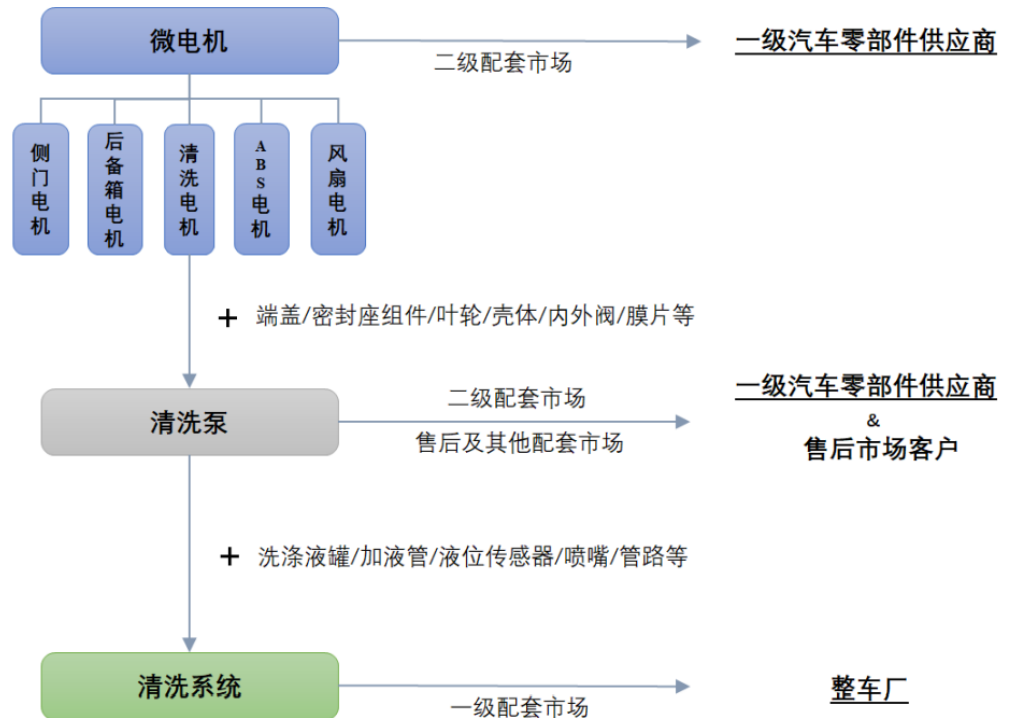 微电机
二级配套市场
一级汽车零部件供应商
侧门电机
后备箱电机
清洗电机
ABS电机
风扇电机
+ 端盖/密封座组件/叶轮/壳体/内外阀/膜片等
清洗泵
二级配套市场
售后及其他配套市场
一级汽车零部件供应商
&
售后市场客户
+ 洗涤液罐/加液管/液位传感器/喷嘴/管路等
清洗系统
一级配套市场
整车厂